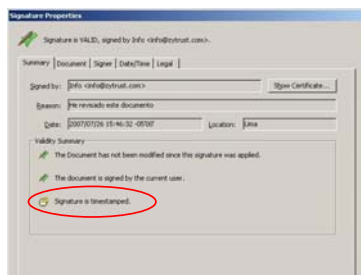 Signature Properties
Signature is VALID, signed by Info <info@zytrust.com>.
Summary Document Signer Date/Time Legal
Signed by: Info <info@zytrust.com> Show Certificate...
Reason: He revisado este documento
Date: 2007/07/26 15:46:32 -05'00' Location: Lima
Validity Summary
The Document has not been modified since this signature was applied.
The document is signed by the current user.
Signature is timestamped.